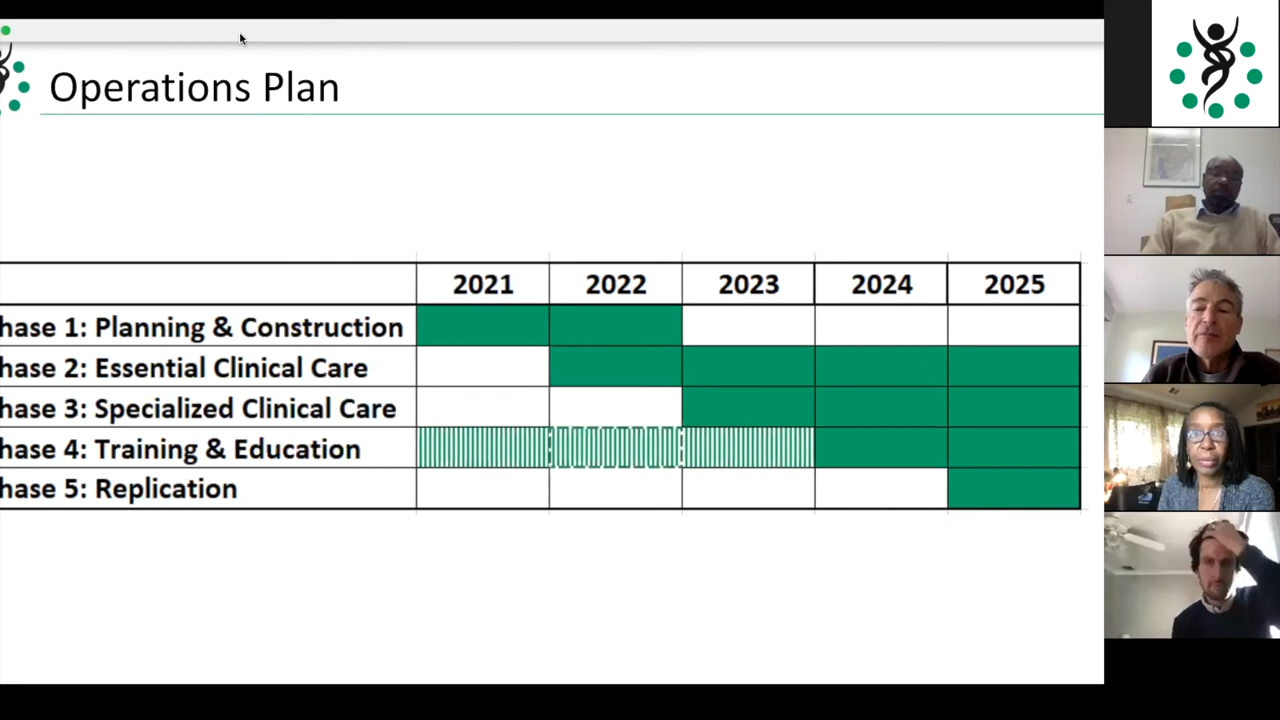 Operations Plan
2021 2022 2023 2024 2025
hase 1: Planning & Construction
hase 2: Essential Clinical Care
hase 3: Specialized Clinical Care
hase 4: Training & Education
hase 5: Replication